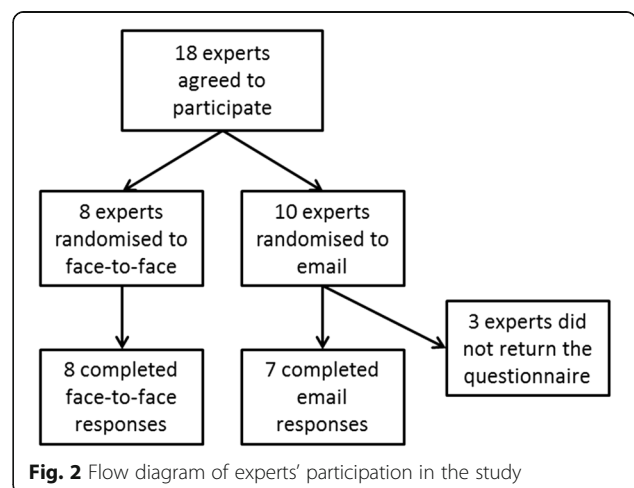 18 experts
agreed to
participate
8 experts
randomised to
face-to-face
10 experts
randomised to
email
3 experts did
not return the
questionnaire
8 completed
face-to-face
responses
7 completed
email
responses
Fig. 2 Flow diagram of experts’ participation in the study